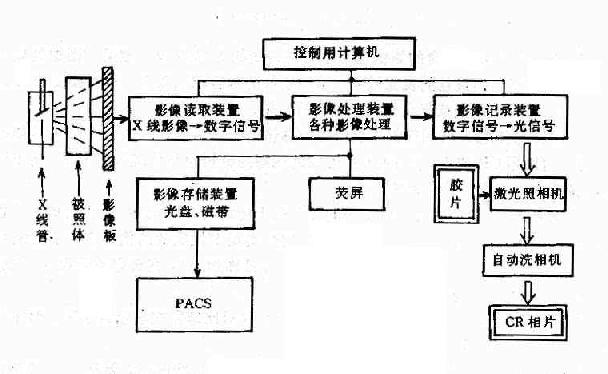 控制用计算机
影像读取装置
X线影像→数字信号
影像处理装置
各种影像处理
影像记录装置
数字信号→光信号
影像存储装置
光盘、磁带
荧屏
胶片
激光照相机
X线管
被照体
影像板
自动洗相机
PACS
CR相片